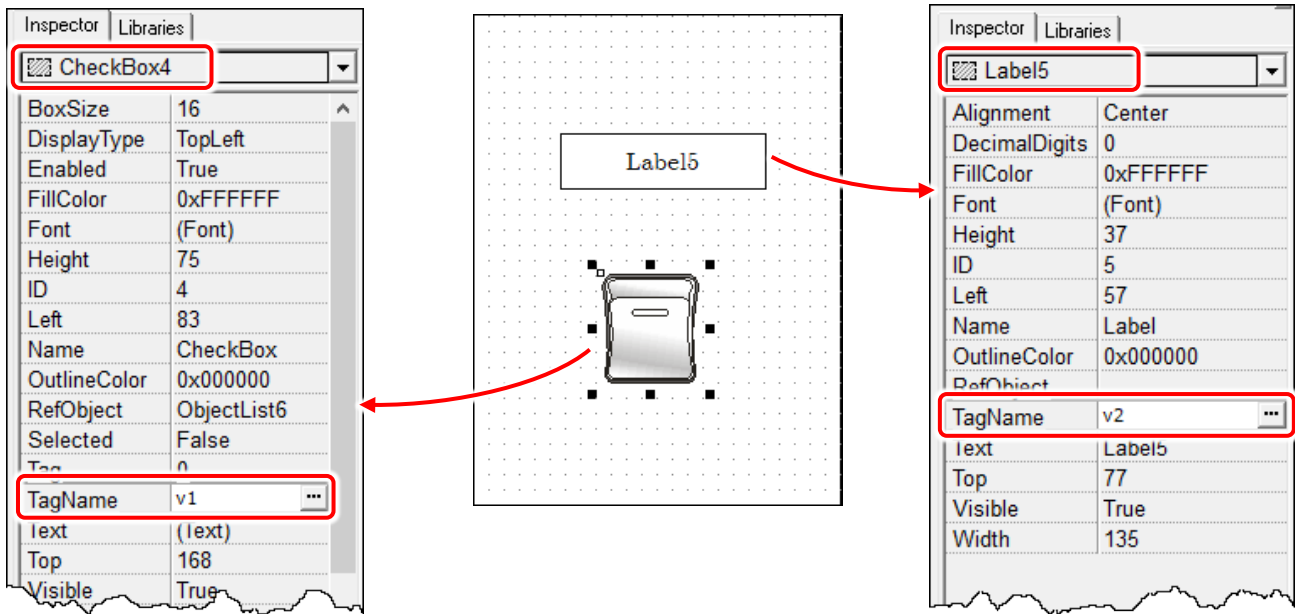 Inspector Libraries
CheckBox4
BoxSize 16
DisplayType TopLeft
Enabled True
FillColor 0xFFFFFF
Font (Font)
Height 75
ID 4
Left 83
Name CheckBox
OutlineColor 0x000000
RefObject ObjectList6
Selected False
Tag 0
TagName v1 ...
Text (Text)
Top 168
Visible True
Label5
Inspector Libraries
Label5
Alignment Center
DecimalDigits 0
FillColor 0xFFFFFF
Font (Font)
Height 37
ID 5
Left 57
Name Label
OutlineColor 0x000000
RefObject
TagName v2 ...
Text Label5
Top 77
Visible True
Width 135